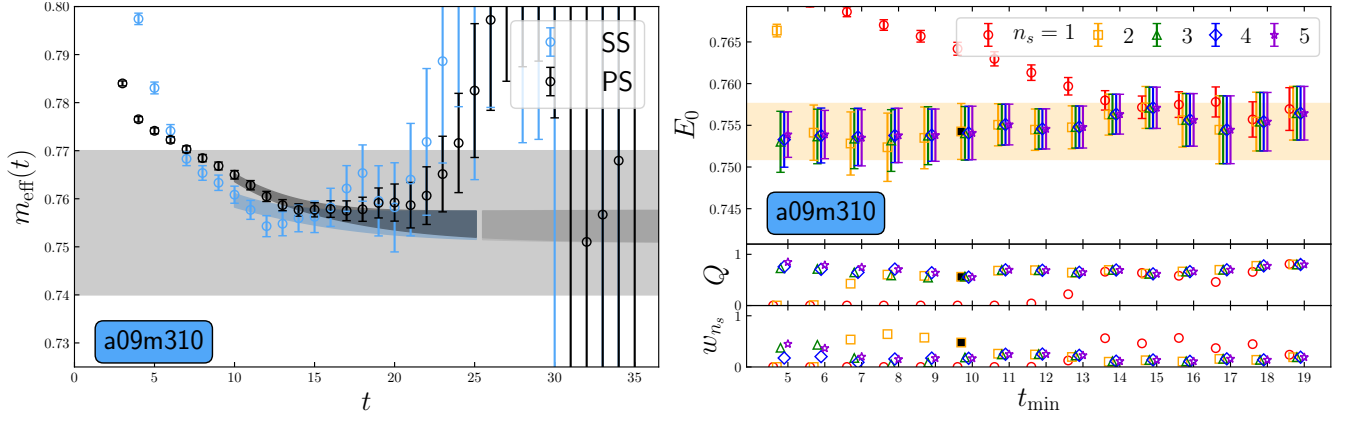 0.80
0.79
0.78
0.77
0.76
0.75
0.74
0.73
m_eff(t)
SS
PS
a09m310
0 5 10 15 20 25 30 35
t
0.765
0.760
0.755
0.750
0.745
E_0
n_s = 1 2 3 4 5
a09m310
1
0
Q
1
0
w_{n_s}
5 6 7 8 9 10 11 12 13 14 15 16 17 18 19
t_min